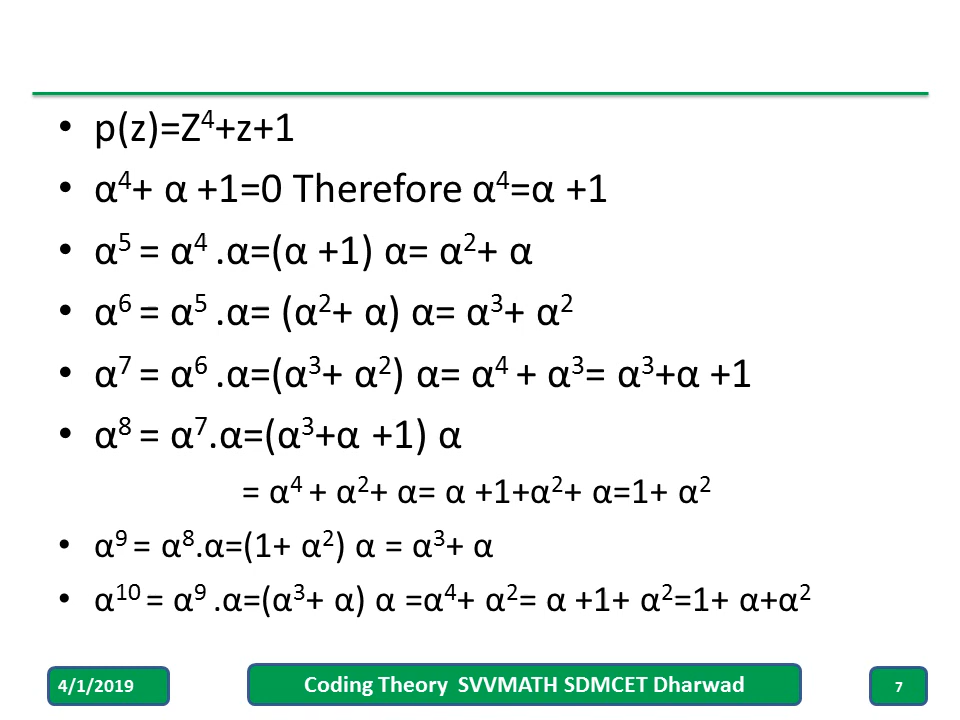 • p(z)=Z⁴+z+1
• α⁴+ α +1=0 Therefore α⁴=α +1
• α⁵ = α⁴ .α=(α +1) α= α²+ α
• α⁶ = α⁵ .α= (α²+ α) α= α³+ α²
• α⁷ = α⁶ .α=(α³+ α²) α= α⁴ + α³= α³+α +1
• α⁸ = α⁷.α=(α³+α +1) α
= α⁴ + α²+ α= α +1+α²+ α=1+ α²
• α⁹ = α⁸.α=(1+ α²) α = α³+ α
• α¹⁰ = α⁹ .α=(α³+ α) α =α⁴+ α²= α +1+ α²=1+ α+α²
4/1/2019
Coding Theory SVVMATH SDMCET Dharwad
7